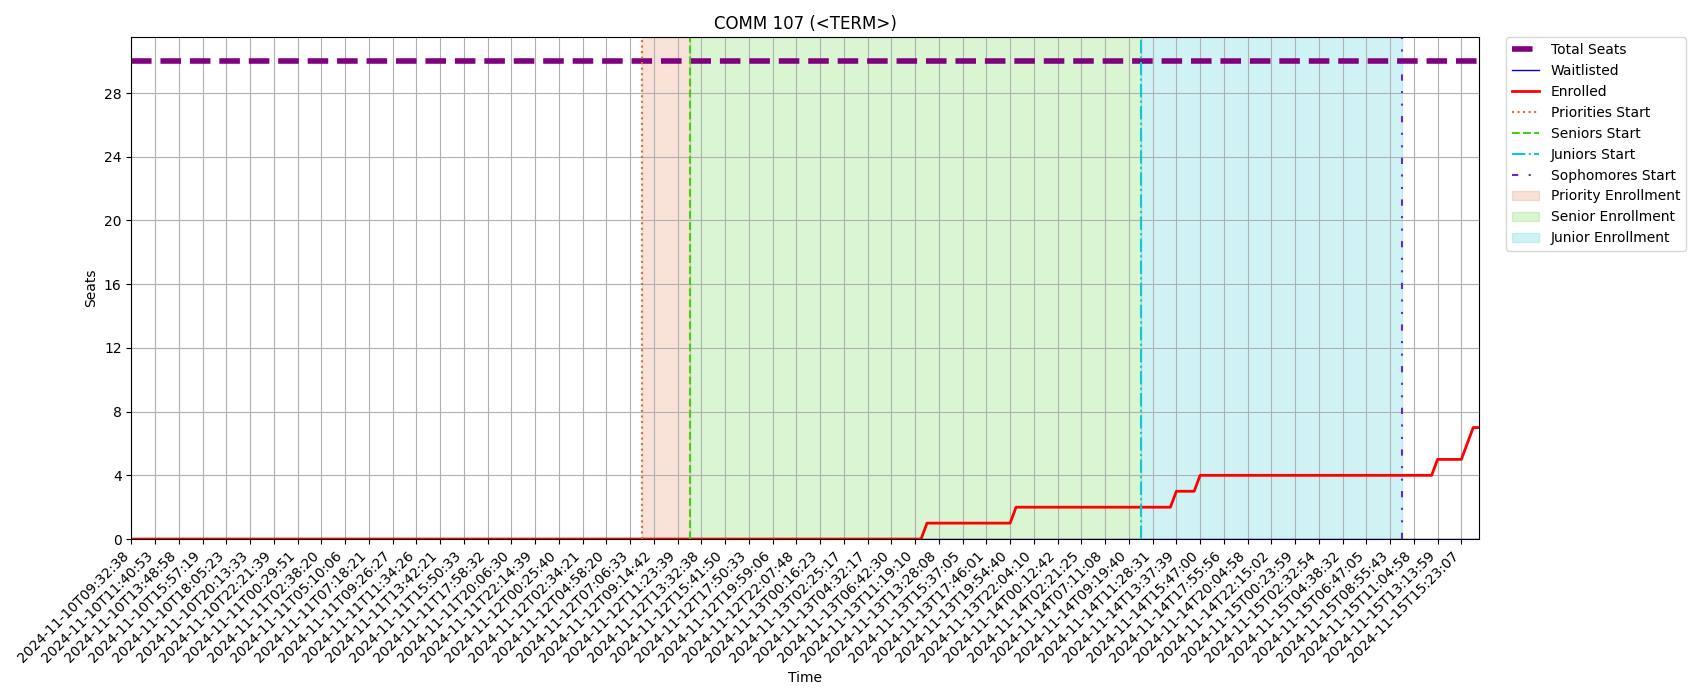 COMM 107 (<TERM>)
Seats
28
24
20
16
12
8
4
0
2024-11-10T09:32:38
2024-11-10T11:40:53
2024-11-10T13:48:58
2024-11-10T15:57:19
2024-11-10T18:05:23
2024-11-10T20:13:33
2024-11-10T22:21:39
2024-11-11T00:29:51
2024-11-11T02:38:20
2024-11-11T05:10:06
2024-11-11T07:18:21
2024-11-11T09:26:27
2024-11-11T11:34:26
2024-11-11T13:42:21
2024-11-11T15:50:33
2024-11-11T17:58:32
2024-11-11T20:06:30
2024-11-11T22:14:39
2024-11-12T00:25:40
2024-11-12T02:34:21
2024-11-12T04:58:20
2024-11-12T07:06:33
2024-11-12T09:14:42
2024-11-12T11:23:39
2024-11-12T13:32:38
2024-11-12T15:41:50
2024-11-12T17:50:33
2024-11-12T19:59:06
2024-11-12T22:07:48
2024-11-13T00:16:23
2024-11-13T02:25:17
2024-11-13T04:32:17
2024-11-13T06:42:30
2024-11-13T11:19:10
2024-11-13T13:28:08
2024-11-13T15:37:05
2024-11-13T17:46:01
2024-11-13T19:54:40
2024-11-13T22:04:10
2024-11-14T00:12:42
2024-11-14T02:21:25
2024-11-14T07:11:08
2024-11-14T09:19:40
2024-11-14T11:28:31
2024-11-14T13:37:39
2024-11-14T15:47:00
2024-11-14T17:55:56
2024-11-14T20:04:58
2024-11-14T22:15:02
2024-11-15T00:23:59
2024-11-15T02:32:54
2024-11-15T04:38:32
2024-11-15T06:47:05
2024-11-15T08:55:43
2024-11-15T11:04:58
2024-11-15T13:13:59
2024-11-15T15:23:07
Time
Total Seats
Waitlisted
Enrolled
Priorities Start
Seniors Start
Juniors Start
Sophomores Start
Priority Enrollment
Senior Enrollment
Junior Enrollment